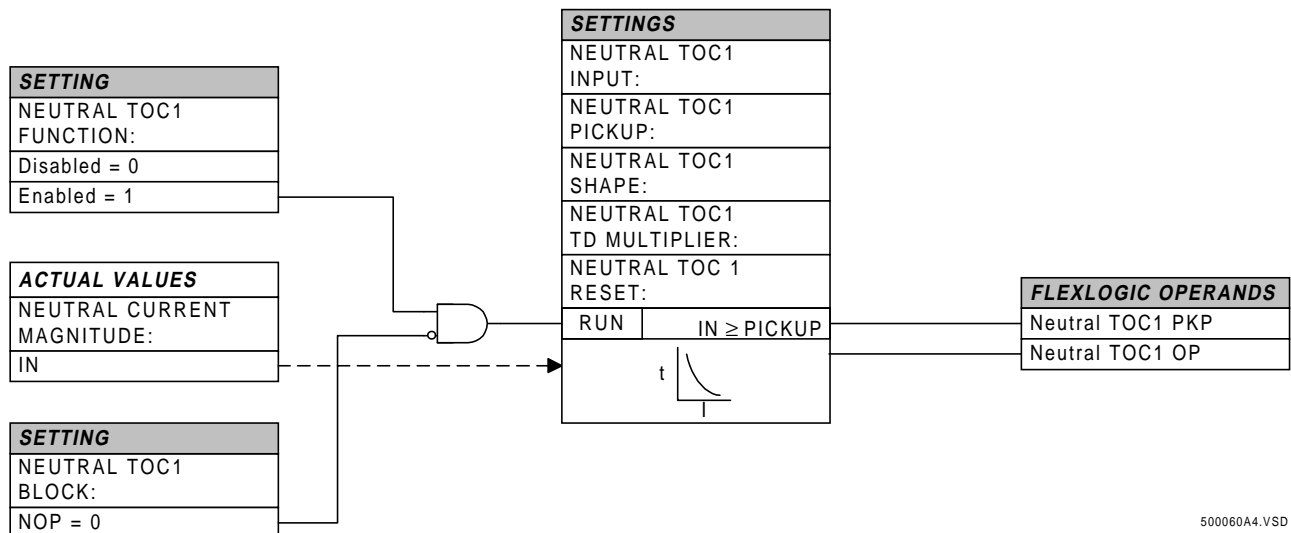 SETTING
NEUTRAL TOC1
FUNCTION:
Disabled = 0
Enabled = 1
ACTUAL VALUES
NEUTRAL CURRENT
MAGNITUDE:
IN
SETTING
NEUTRAL TOC1
BLOCK:
NOP = 0
SETTINGS
NEUTRAL TOC1
INPUT:
NEUTRAL TOC1
PICKUP:
NEUTRAL TOC1
SHAPE:
NEUTRAL TOC1
TD MULTIPLIER:
NEUTRAL TOC 1
RESET:
RUN IN ≥ PICKUP
t
I
FLEXLOGIC OPERANDS
Neutral TOC1 PKP
Neutral TOC1 OP
500060A4.VSD